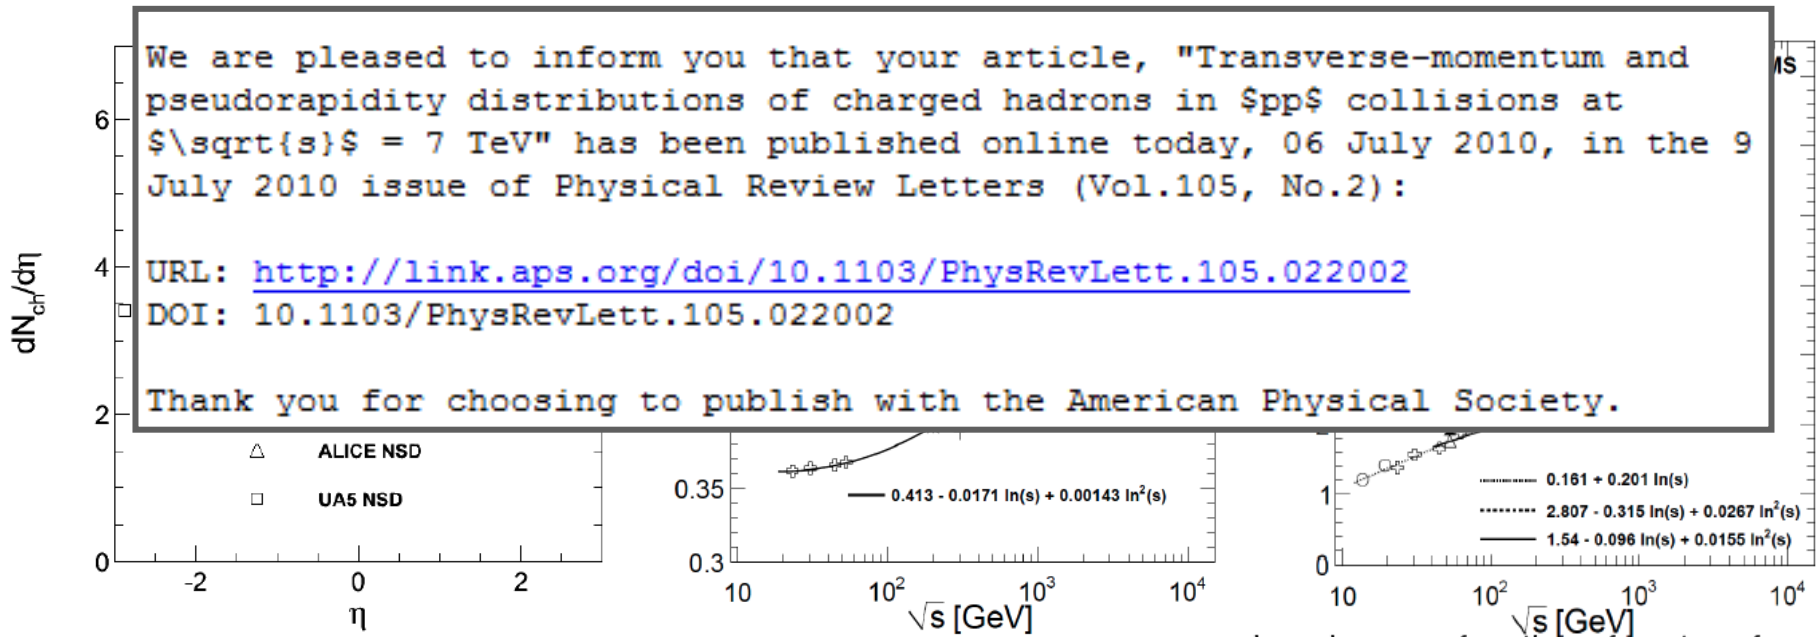 We are pleased to inform you that your article, "Transverse-momentum and
pseudorapidity distributions of charged hadrons in $pp$ collisions at
$\sqrt{s}$ = 7 TeV" has been published online today, 06 July 2010, in the 9
July 2010 issue of Physical Review Letters (Vol.105, No.2):
URL: http://link.aps.org/doi/10.1103/PhysRevLett.105.022002
DOI: 10.1103/PhysRevLett.105.022002
Thank you for choosing to publish with the American Physical Society.
6
4
2
0
dN_ch/dη
ALICE NSD
UA5 NSD
-2 0 2
η
0.35
0.3
0.413 - 0.0171 ln(s) + 0.00143 ln²(s)
10 10² 10³ 10⁴
√s [GeV]
1
0
0.161 + 0.201 ln(s)
2.807 - 0.315 ln(s) + 0.0267 ln²(s)
1.54 - 0.096 ln(s) + 0.0155 ln²(s)
10 10² 10³ 10⁴
√s [GeV]